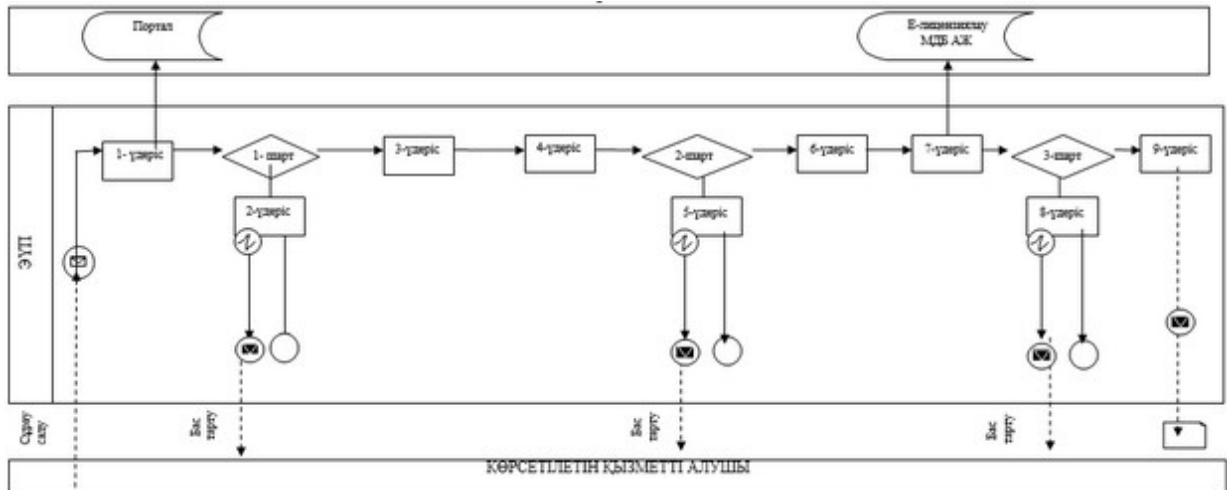 Портал
Е-лицензиялау
МДБ АЖ
1- үдеріс
1- шарт
3-үдеріс
4-үдеріс
2-шарт
6-үдеріс
7-үдеріс
3-шарт
9-үдеріс
2-үдеріс
5-үдеріс
8-үдеріс
ЭҮП
Сұрау
салу
Бас
тарту
Бас
тарту
Бас
тарту
КӨРСЕТІЛЕТІН ҚЫЗМЕТТІ АЛУШЫ